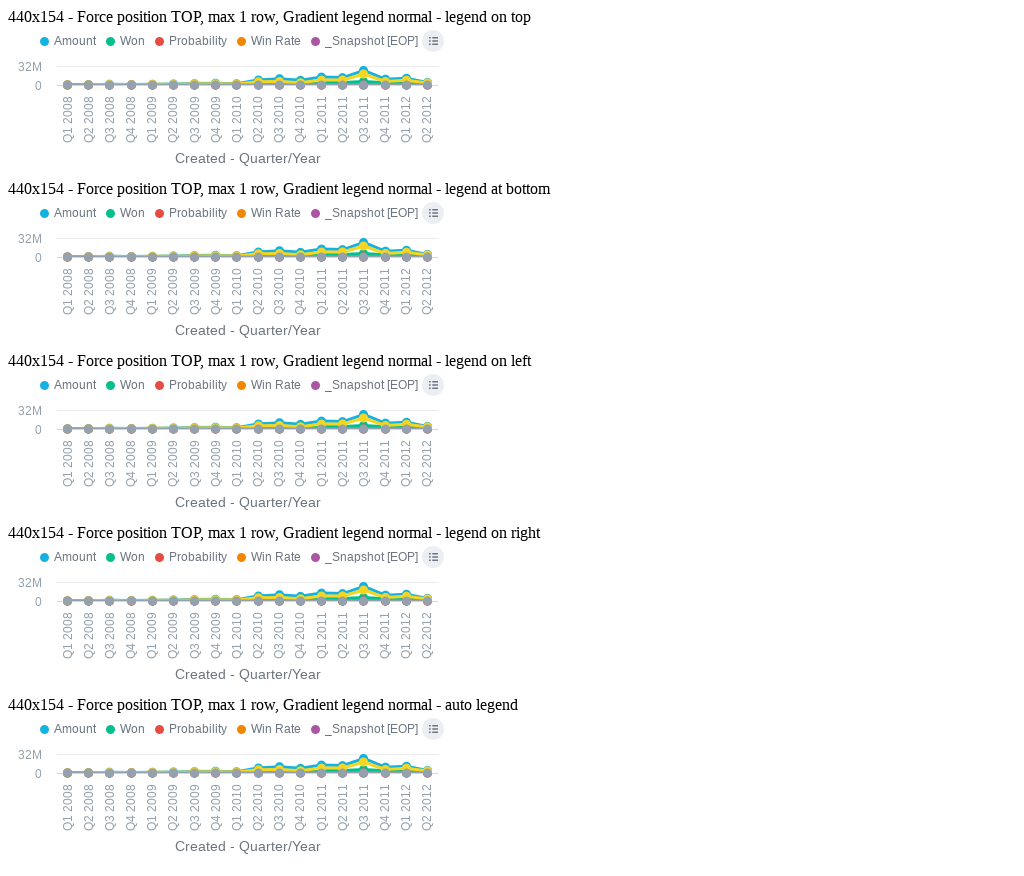 440x154 - Force position TOP, max 1 row, Gradient legend normal - legend on top
Amount Won Probability Win Rate _Snapshot [EOP]
32M
0
Q1 2008 Q2 2008 Q3 2008 Q4 2008 Q1 2009 Q2 2009 Q3 2009 Q4 2009 Q1 2010 Q2 2010 Q3 2010 Q4 2010 Q1 2011 Q2 2011 Q3 2011 Q4 2011 Q1 2012 Q2 2012
Created - Quarter/Year
440x154 - Force position TOP, max 1 row, Gradient legend normal - legend at bottom
Amount Won Probability Win Rate _Snapshot [EOP]
32M
0
Q1 2008 Q2 2008 Q3 2008 Q4 2008 Q1 2009 Q2 2009 Q3 2009 Q4 2009 Q1 2010 Q2 2010 Q3 2010 Q4 2010 Q1 2011 Q2 2011 Q3 2011 Q4 2011 Q1 2012 Q2 2012
Created - Quarter/Year
440x154 - Force position TOP, max 1 row, Gradient legend normal - legend on left
Amount Won Probability Win Rate _Snapshot [EOP]
32M
0
Q1 2008 Q2 2008 Q3 2008 Q4 2008 Q1 2009 Q2 2009 Q3 2009 Q4 2009 Q1 2010 Q2 2010 Q3 2010 Q4 2010 Q1 2011 Q2 2011 Q3 2011 Q4 2011 Q1 2012 Q2 2012
Created - Quarter/Year
440x154 - Force position TOP, max 1 row, Gradient legend normal - legend on right
Amount Won Probability Win Rate _Snapshot [EOP]
32M
0
Q1 2008 Q2 2008 Q3 2008 Q4 2008 Q1 2009 Q2 2009 Q3 2009 Q4 2009 Q1 2010 Q2 2010 Q3 2010 Q4 2010 Q1 2011 Q2 2011 Q3 2011 Q4 2011 Q1 2012 Q2 2012
Created - Quarter/Year
440x154 - Force position TOP, max 1 row, Gradient legend normal - auto legend
Amount Won Probability Win Rate _Snapshot [EOP]
32M
0
Q1 2008 Q2 2008 Q3 2008 Q4 2008 Q1 2009 Q2 2009 Q3 2009 Q4 2009 Q1 2010 Q2 2010 Q3 2010 Q4 2010 Q1 2011 Q2 2011 Q3 2011 Q4 2011 Q1 2012 Q2 2012
Created - Quarter/Year